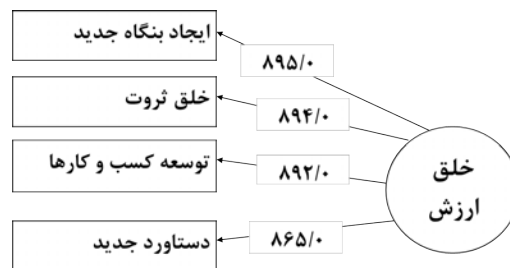 ایجاد بنگاه جدید
۸۹۵/۰
خلق ثروت
۸۹۴/۰
توسعه کسب و کارها
۸۹۲/۰
دستاورد جدید
۸۶۵/۰
خلق
ارزش